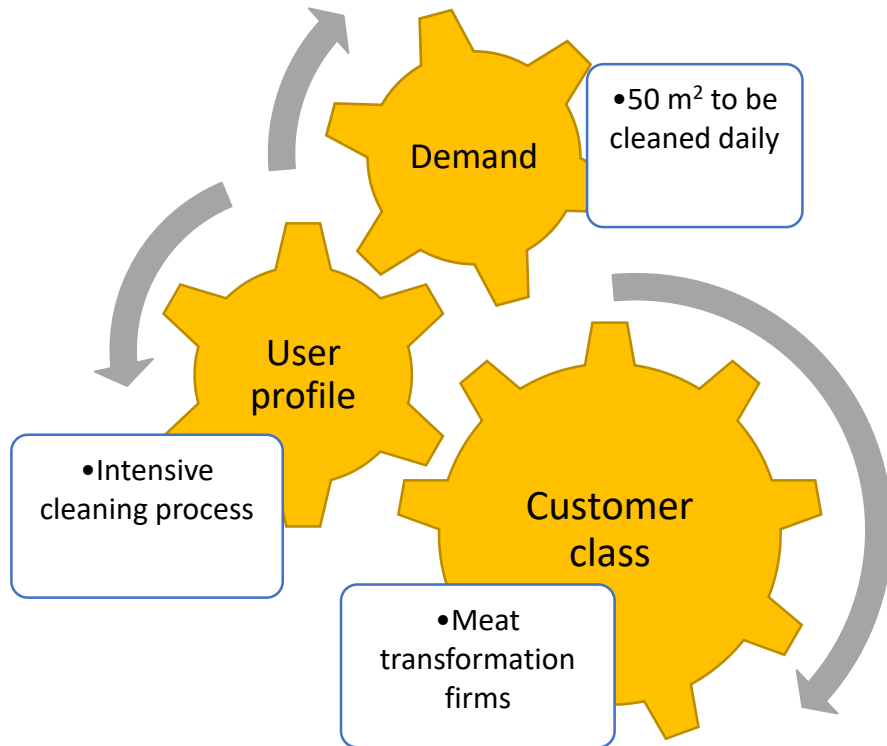 Demand
•50 m² to be
cleaned daily
User
profile
•Intensive
cleaning process
Customer
class
•Meat
transformation
firms